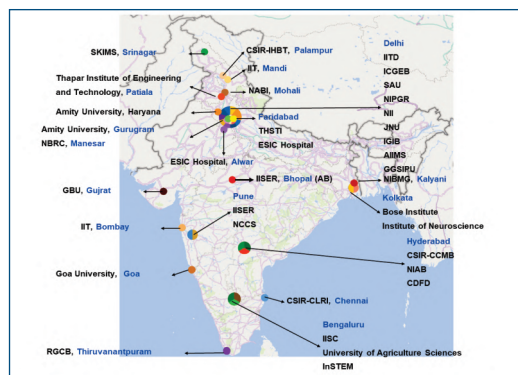 SKIMS, Srinagar
CSIR-IHBT, Palampur
IIT, Mandi
Thapar Institute of Engineering
and Technology, Patiala
NABI, Mohali
Amity University, Haryana
Amity University, Gurugram
NBRC, Manesar
Faridabad
THSTI
ESIC Hospital
ESIC Hospital, Alwar
Delhi
IITD
ICGEB
SAU
NIPGR
NII
JNU
IGIB
AIIMS
GGSIPU
NIBMG, Kalyani
GBU, Gujrat
IISER, Bhopal (AB)
Kolkata
Bose Institute
Institute of Neuroscience
Pune
IISER
NCCS
IIT, Bombay
Hyderabad
CSIR-CCMB
NIAB
CDFD
Goa University, Goa
CSIR-CLRI, Chennai
Bengaluru
IISC
University of Agriculture Sciences
InSTEM
RGCB, Thiruvanantpuram